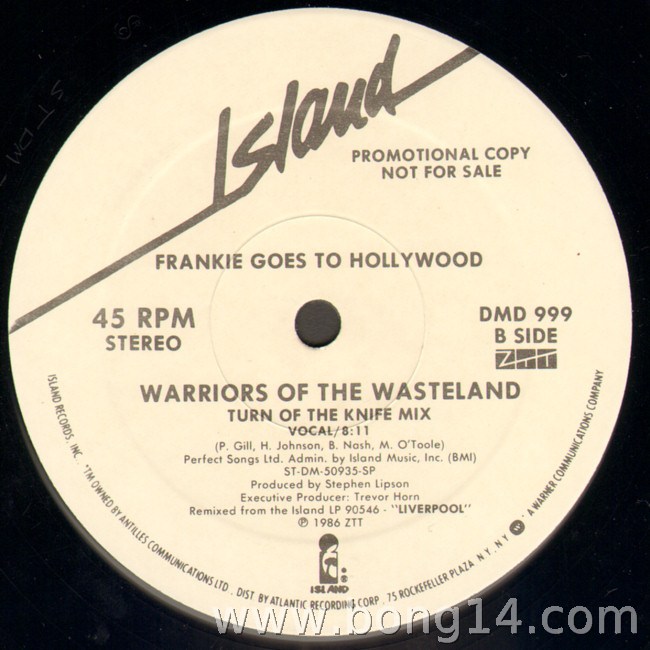 Island
PROMOTIONAL COPY
NOT FOR SALE
FRANKIE GOES TO HOLLYWOOD
45 RPM
STEREO
DMD 999
B SIDE
ZTT
WARRIORS OF THE WASTELAND
TURN OF THE KNIFE MIX
VOCAL/8:11
(P. Gill, H. Johnson, B. Nash, M. O'Toole)
Perfect Songs Ltd. Admin. by Island Music, Inc. (BMI)
ST-DM-50935-SP
Produced by Stephen Lipson
Executive Producer: Trevor Horn
Remixed from the Island LP 90546 - "LIVERPOOL"
℗ 1986 ZTT
ISLAND
ISLAND RECORDS, INC. *TM OWNED BY ANTILLES COMMUNICATIONS LTD. DIST BY ATLANTIC RECORDING CORP. 75 ROCKEFELLER PLAZA N.Y. N.Y. A WARNER COMMUNICATIONS COMPANY
www.bong14.com